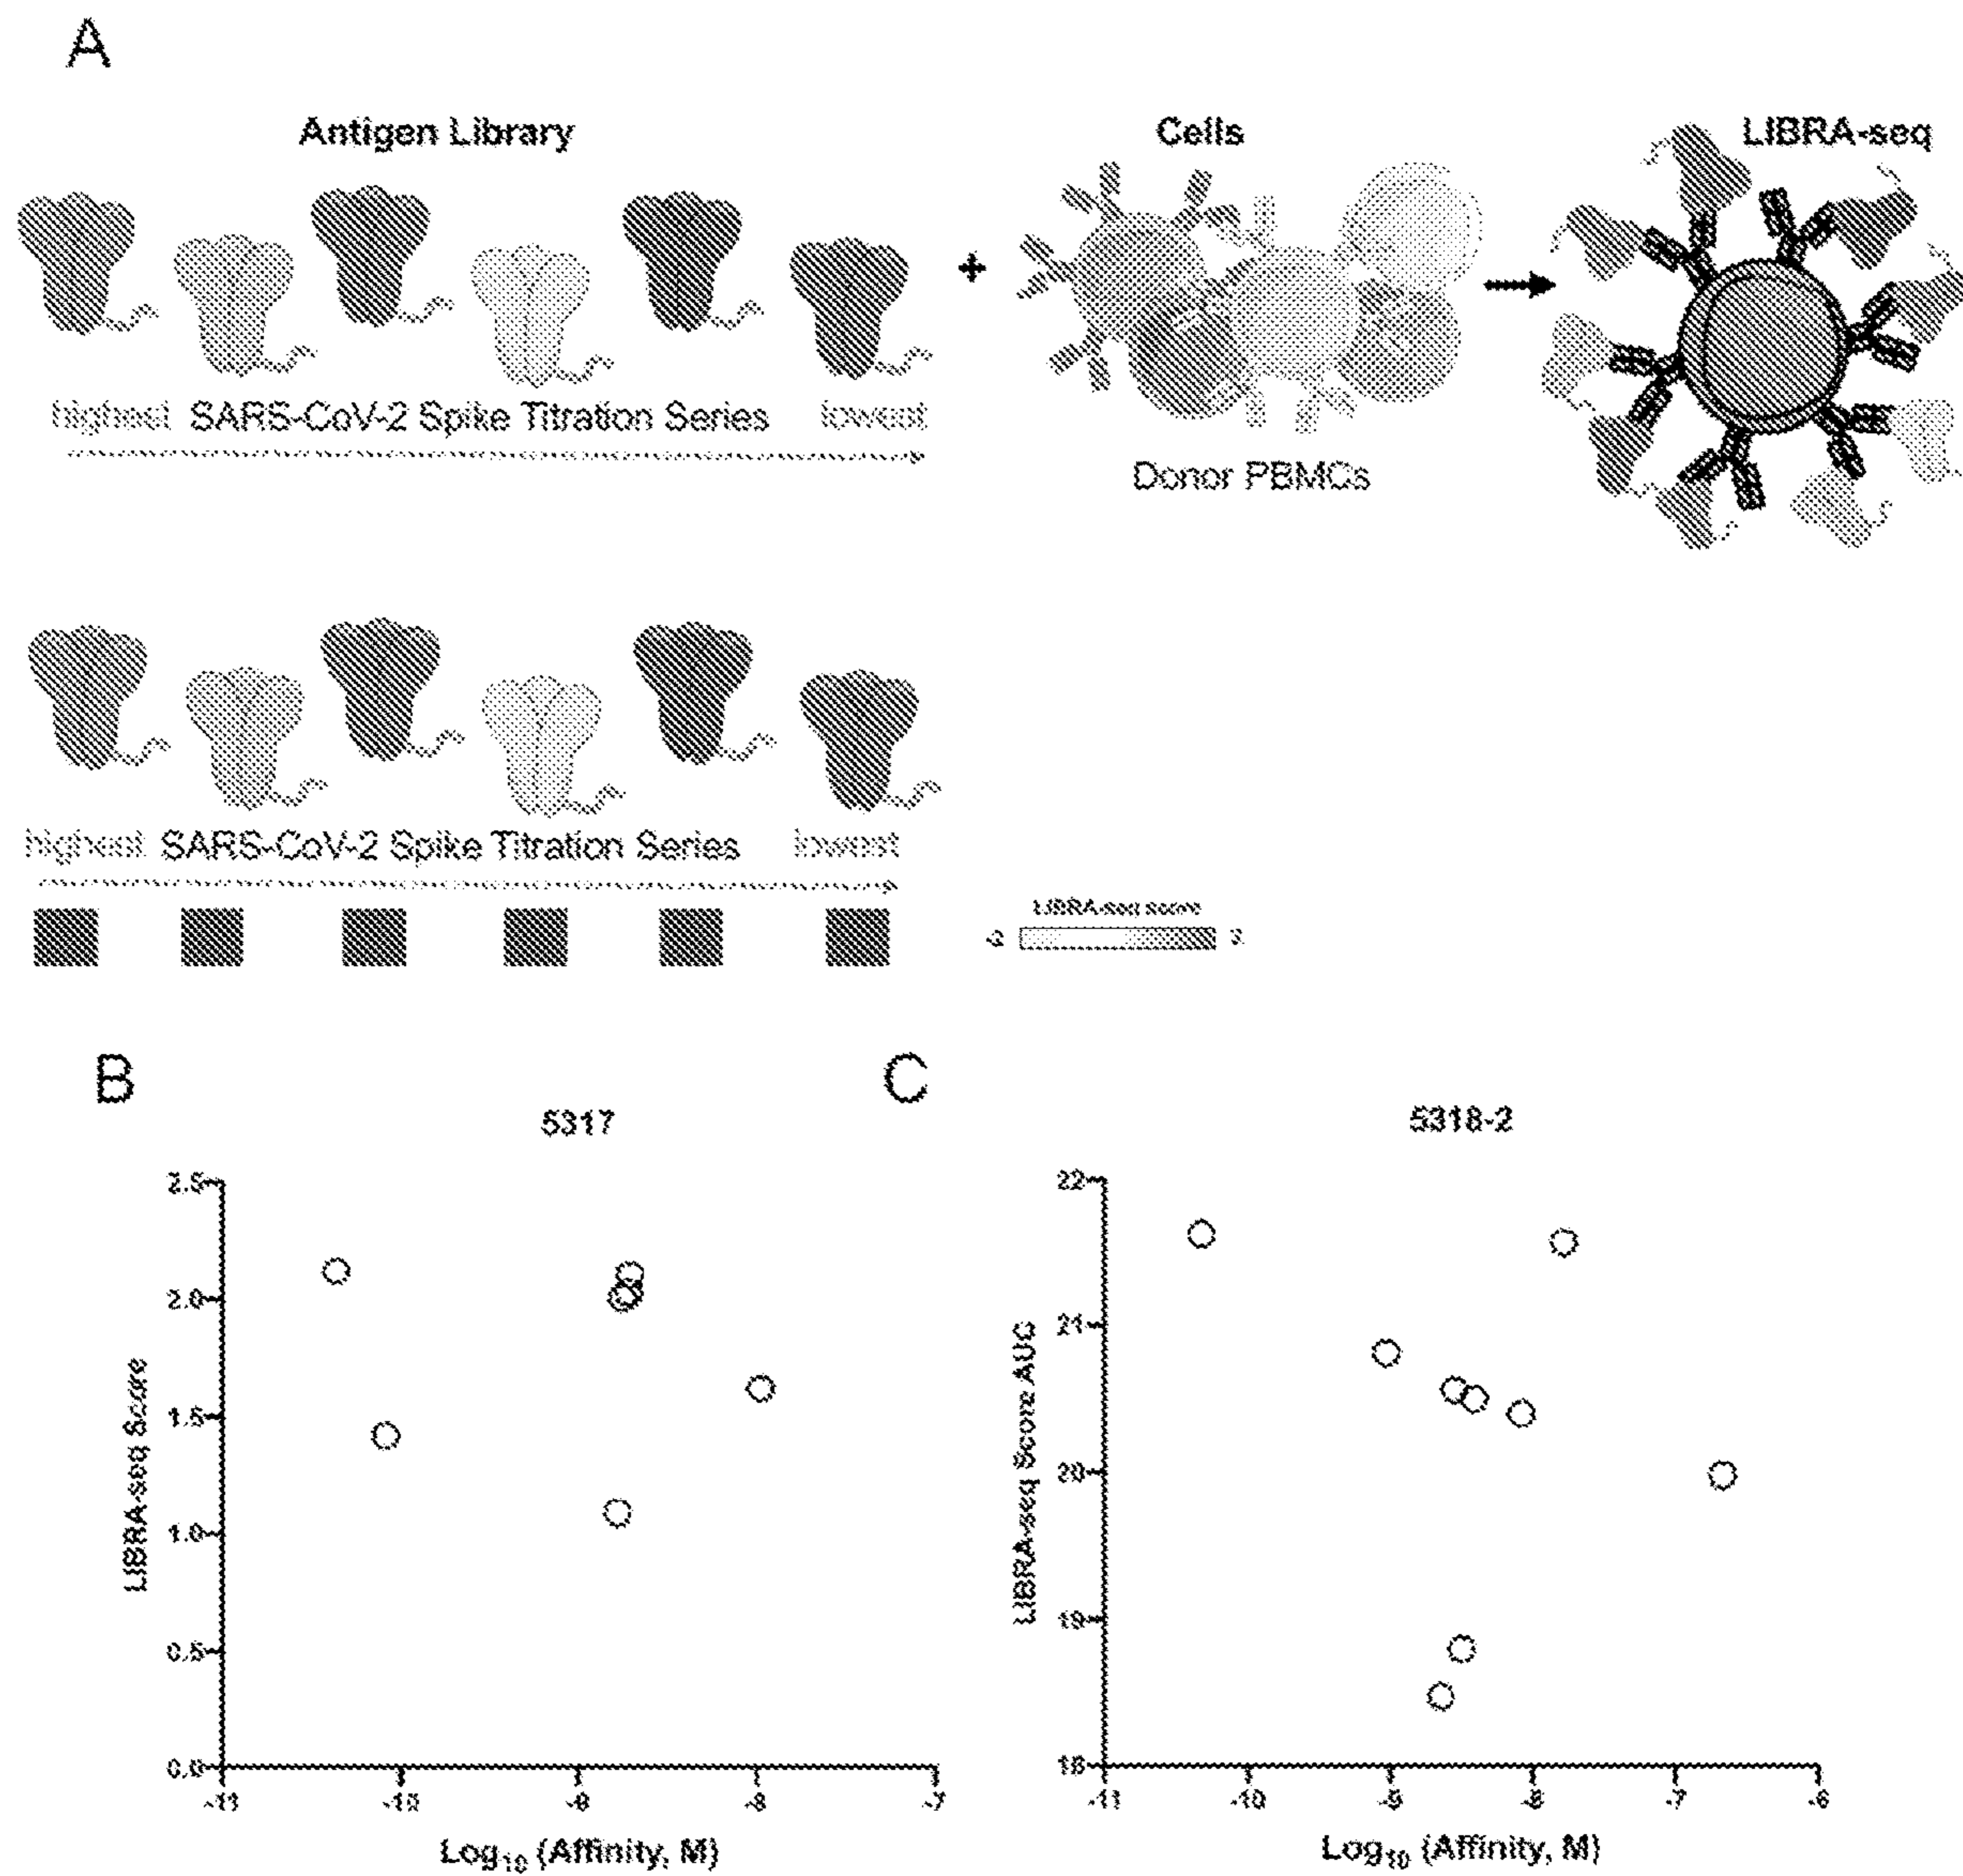 A
Antigen Library
Cells
LIBRA-seq
+
highest SARS-CoV-2 Spike Titration Series lowest
Donor PBMCs
highest SARS-CoV-2 Spike Titration Series lowest
LIBRA-seq score
-2 2
B
5317
LIBRA-seq Score
2.5
2.0
1.5
1.0
0.5
0.0
-11 -10 -9 -8 -7
Log10 (Affinity, M)
C
5318-2
LIBRA-seq Score AUC
22
21
20
19
18
-11 -10 -9 -8 -7 -6
Log10 (Affinity, M)